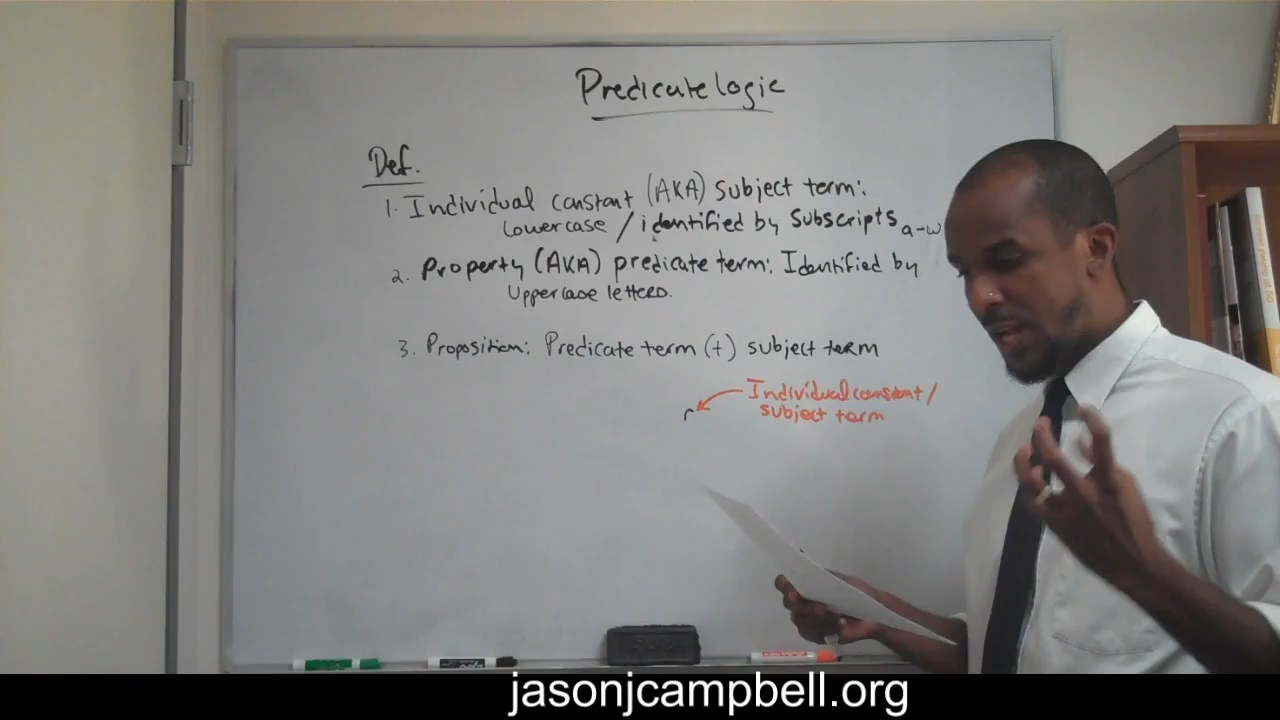 Predicate logic
Def.
1. Individual constant (AKA) subject term:
Lowercase / identified by Subscripts a-w
2. Property (AKA) predicate term: Identified by
Uppercase letters.
3. Proposition: Predicate term (+) subject term
Individual constant /
r
subject term
jasonjcampbell.org